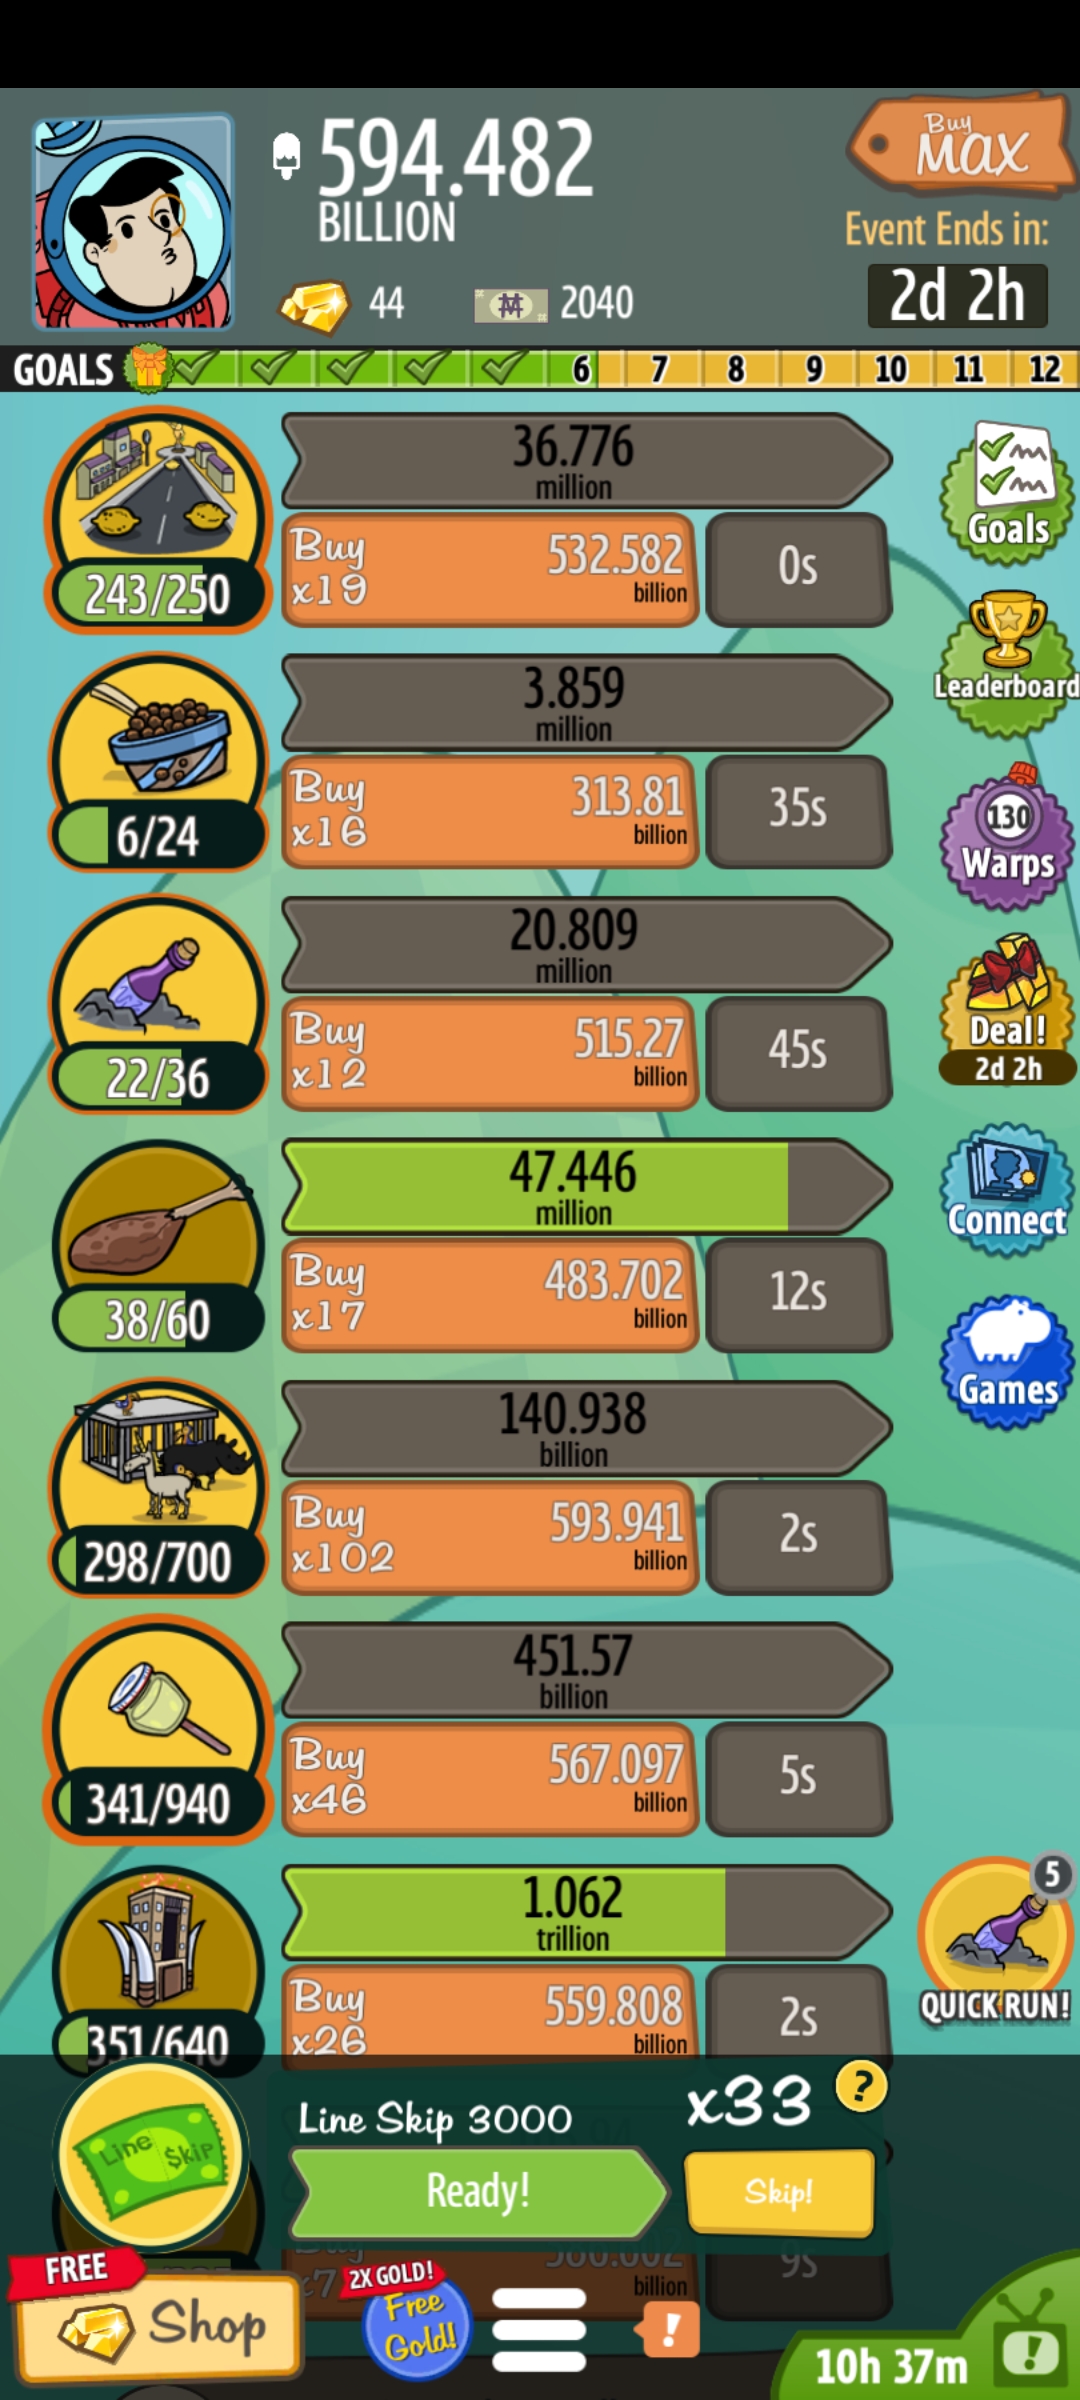 594.482
BILLION
Buy
MAX
Event Ends in:
2d 2h
44
2040
GOALS
6
7
8
9
10
11
12
36.776
million
Buy
x19
532.582
billion
0s
243/250
Goals
3.859
million
Buy
x16
313.81
billion
35s
6/24
Leaderboard
20.809
million
Buy
x12
515.27
billion
45s
22/36
130
Warps
Deal!
2d 2h
47.446
million
Buy
x17
483.702
billion
12s
38/60
Connect
Games
140.938
billion
Buy
x102
593.941
billion
2s
298/700
451.57
billion
Buy
x46
567.097
billion
5s
341/940
1.062
trillion
Buy
x26
559.808
billion
2s
351/640
5
QUICK RUN!
Line Skip 3000
x33
?
Line $kip
Ready!
Skip!
9s
billion
FREE
Shop
2X GOLD!
Free
Gold!
!
10h 37m
!